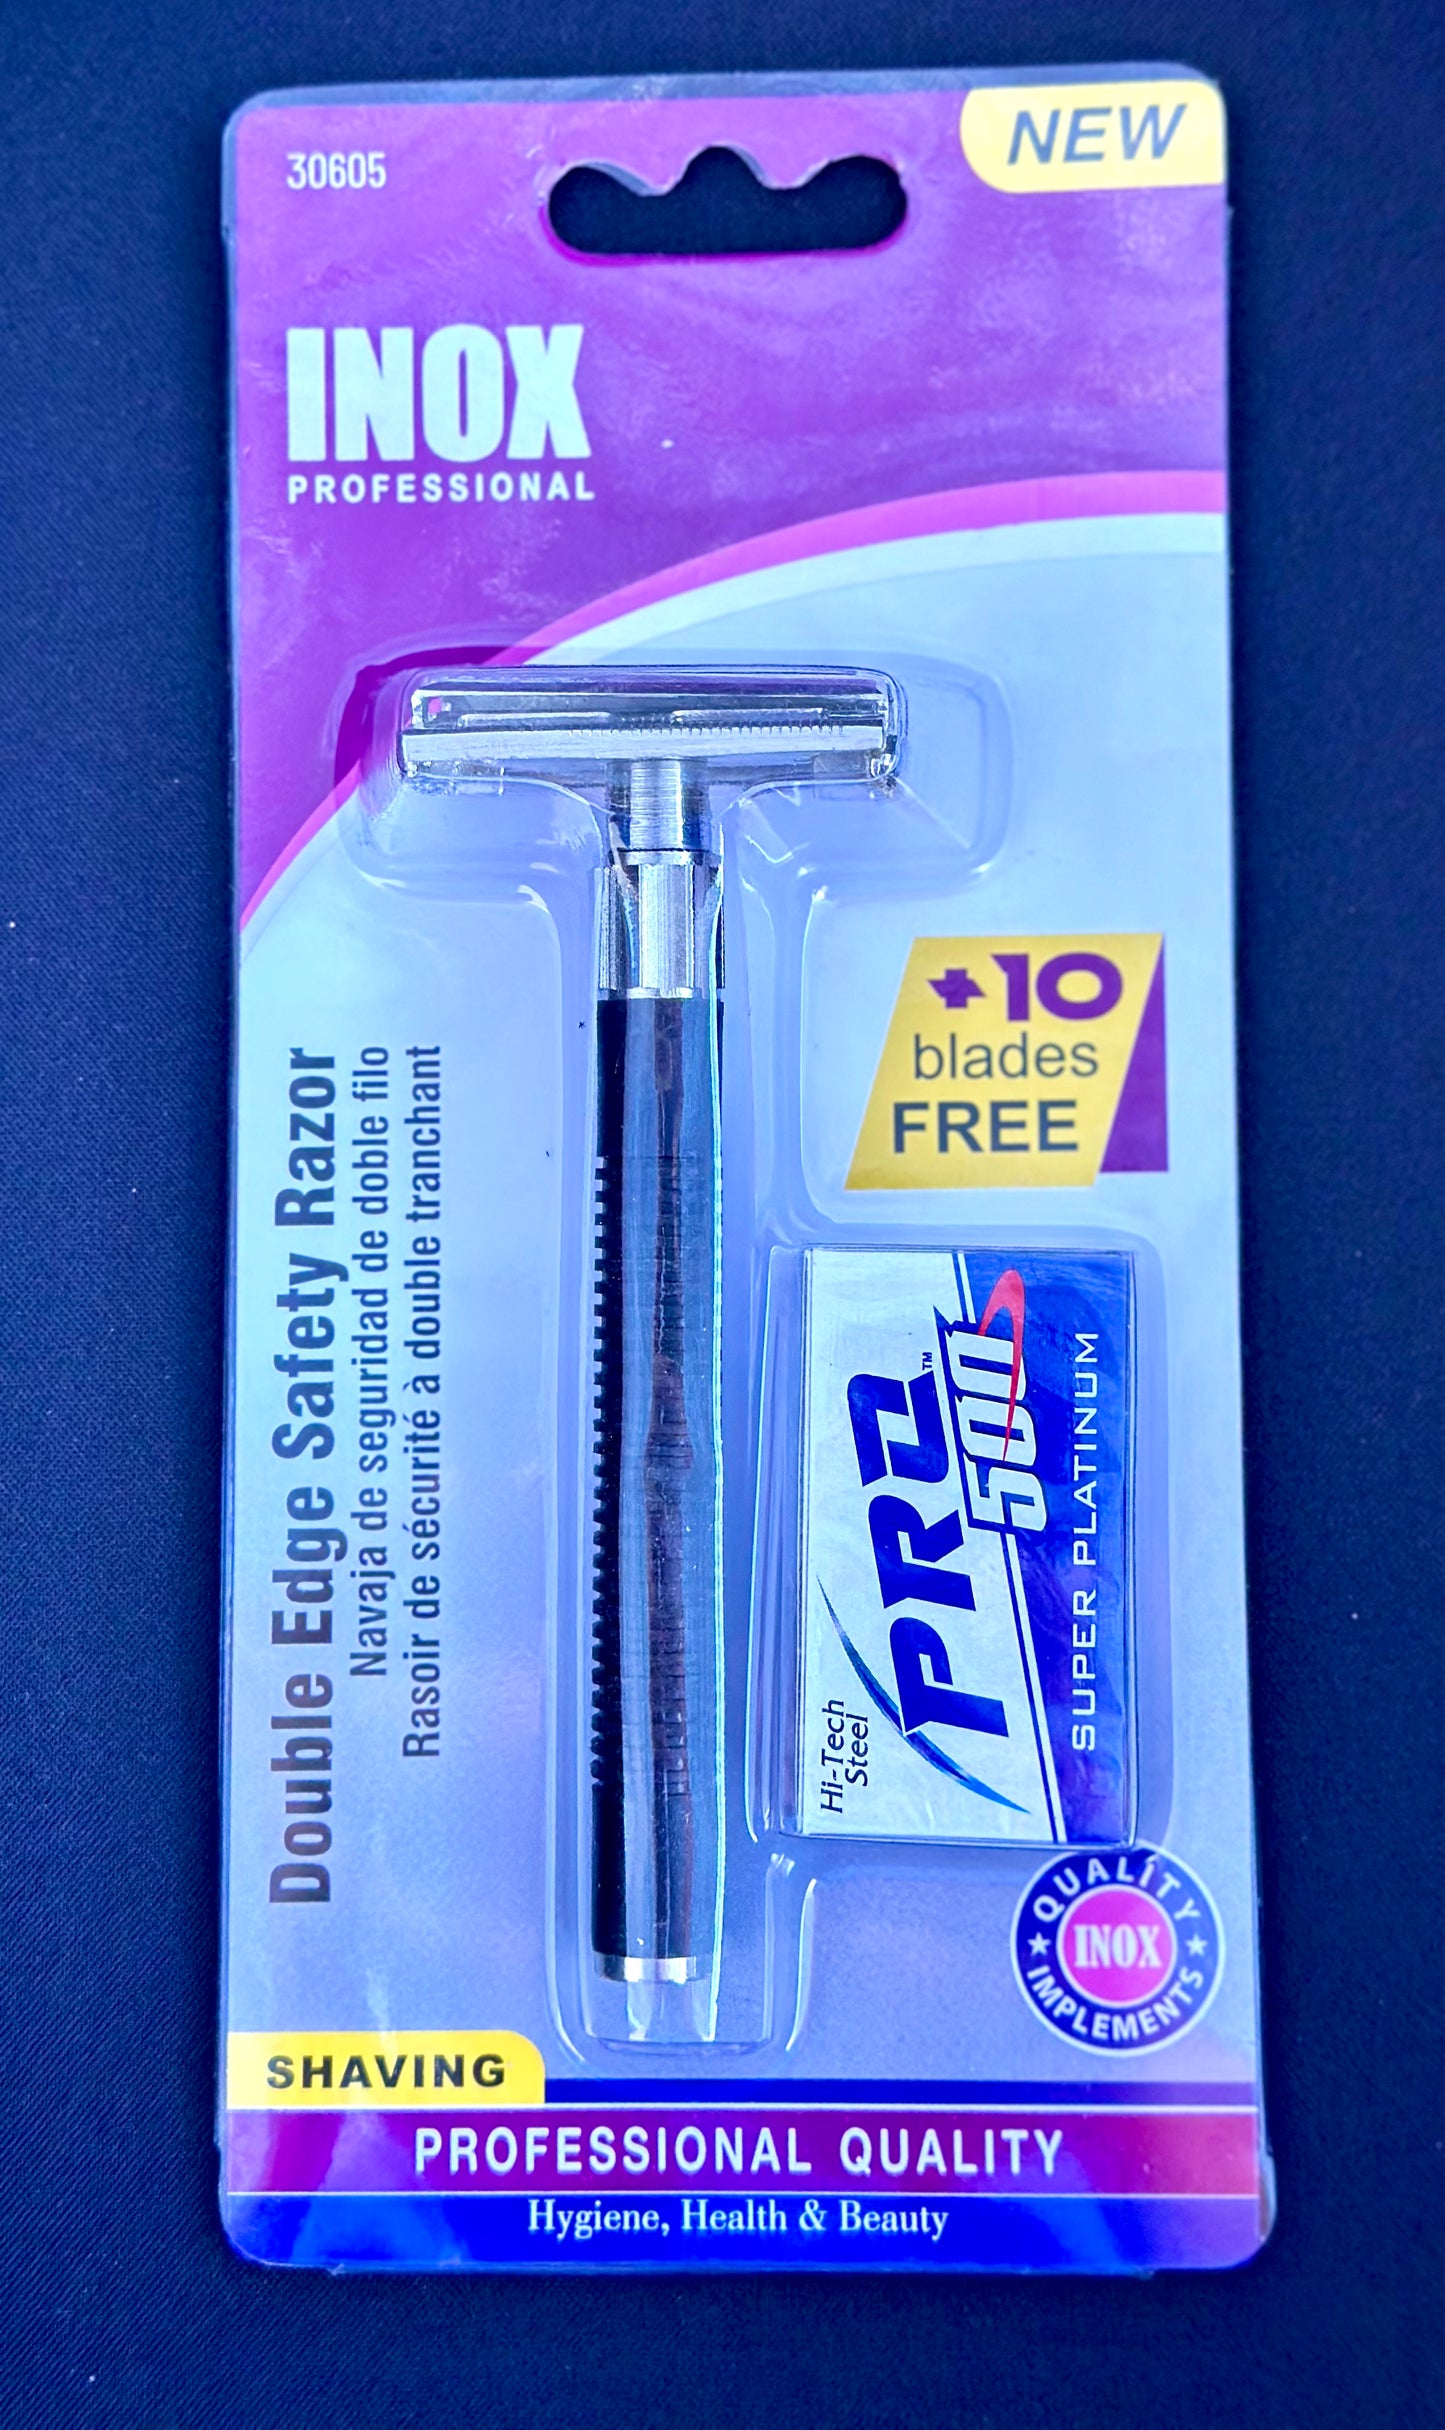 30605
NEW
INOX
PROFESSIONAL
Double Edge Safety Razor
Navaja de seguridad de doble filo
Rasoir de sécurité à double tranchant
+10
blades
FREE
Hi-Tech
Steel
PRO™
500
SUPER PLATINUM
QUALITY
INOX
IMPLEMENTS
SHAVING
PROFESSIONAL QUALITY
Hygiene, Health & Beauty